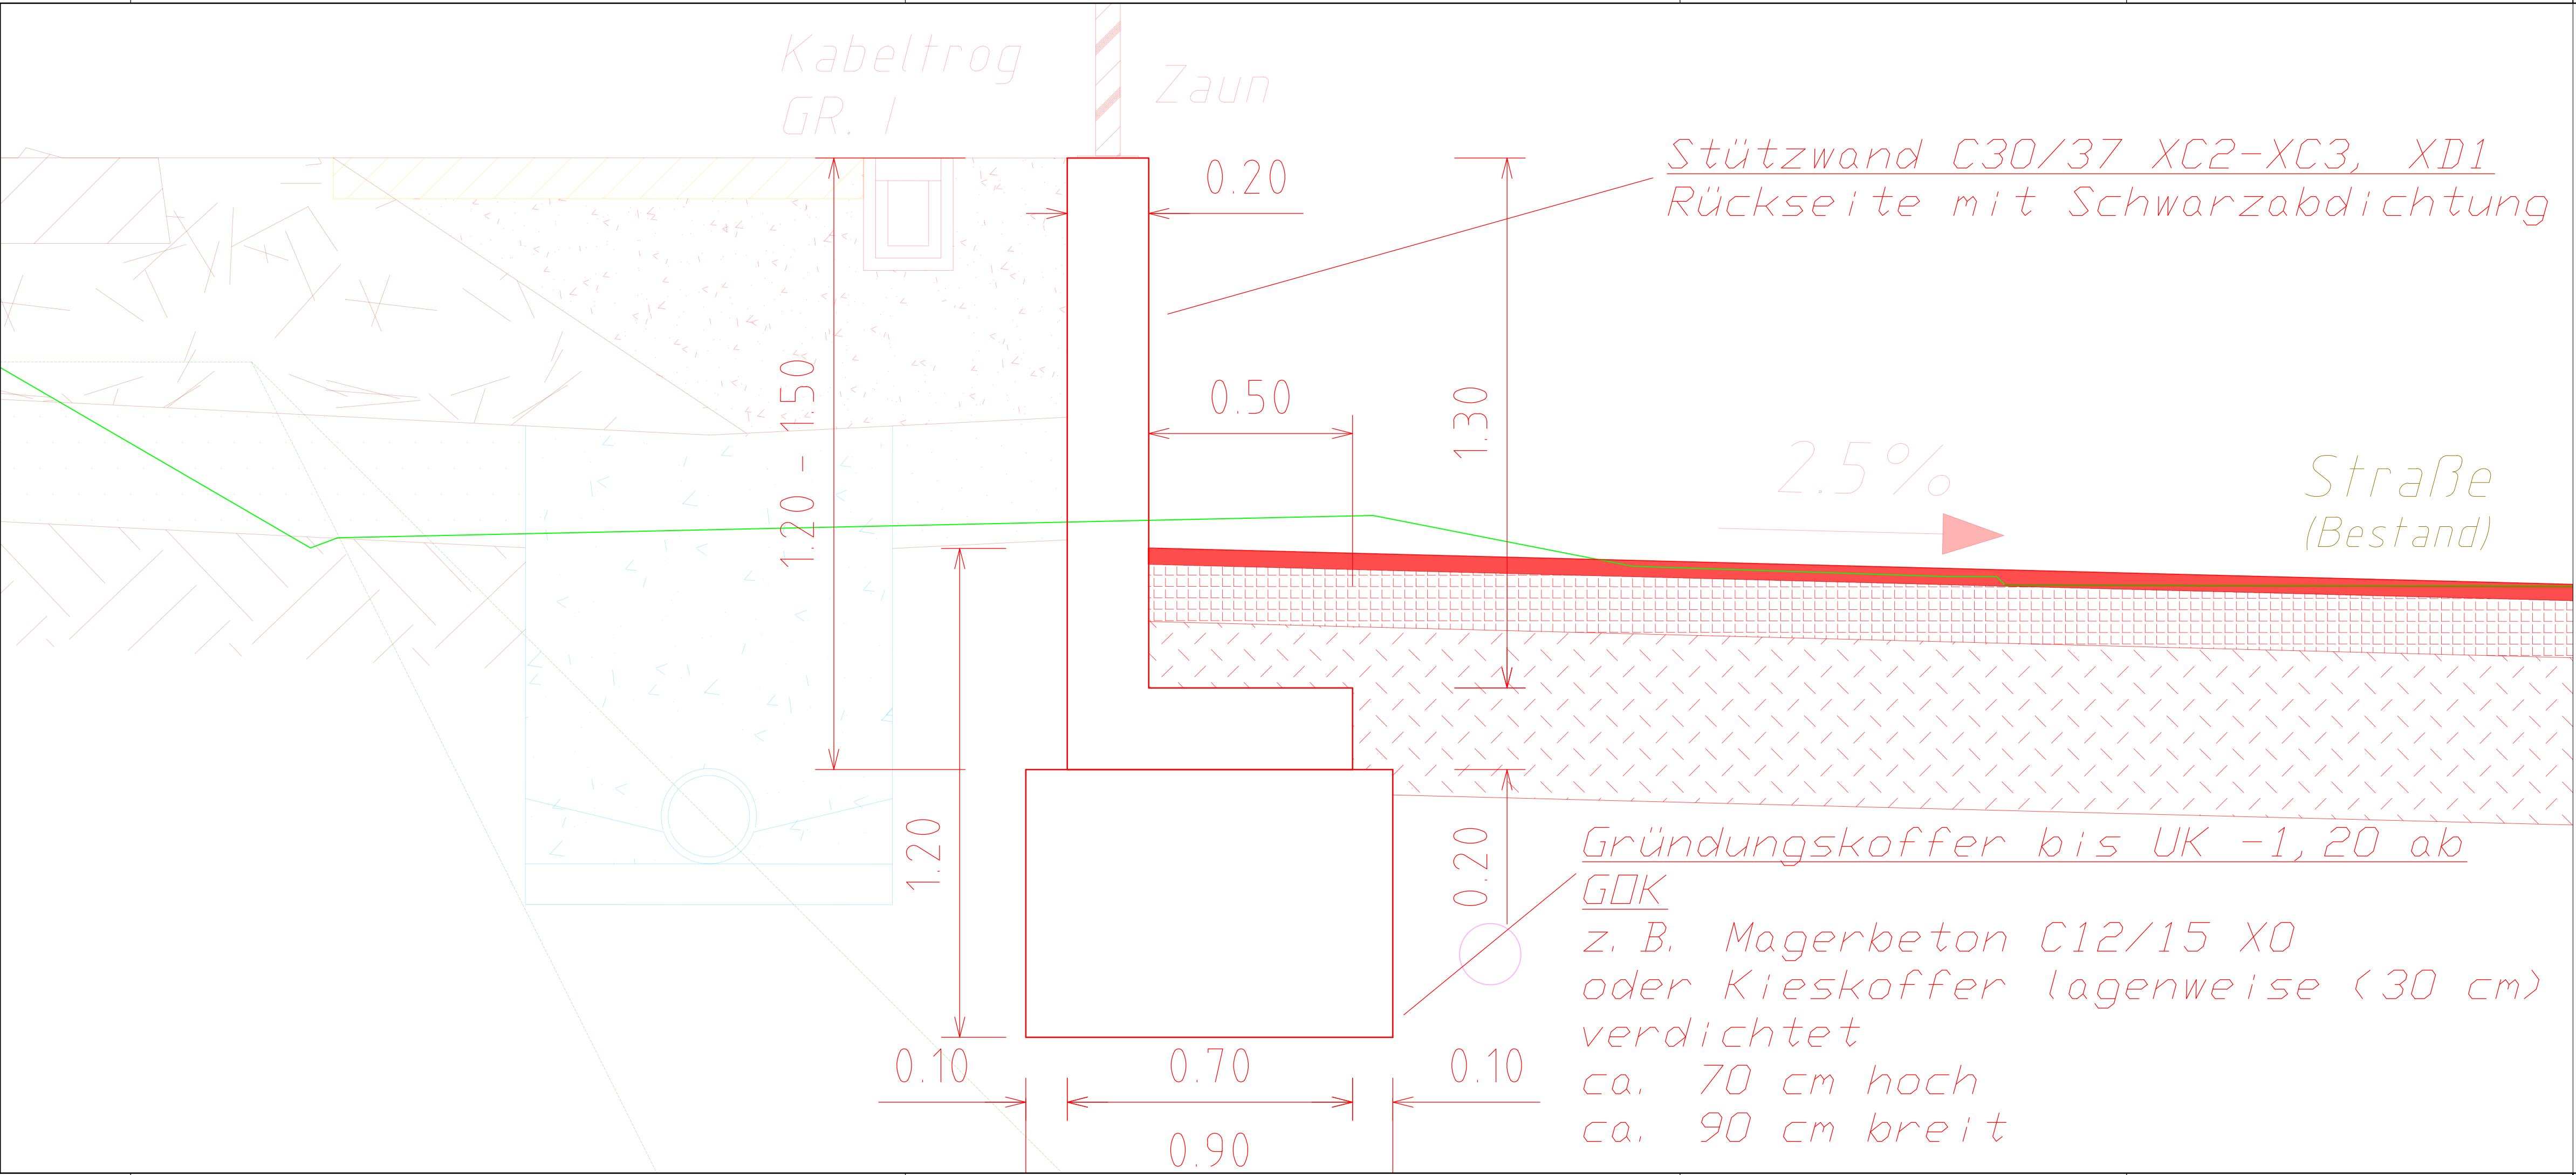 Kabeltrog
GR. I
Zaun
Stützwand C30/37 XC2-XC3, XD1
Rückseite mit Schwarzabdichtung
0.20
0.50
1.20 - 1.50
1.30
2.5%
Straße
(Bestand)
1.20
0.20
Gründungskoffer bis UK -1,20 ab
GOK
z. B. Magerbeton C12/15 X0
oder Kieskoffer lagenweise (30 cm)
verdichtet
ca. 70 cm hoch
ca. 90 cm breit
0.10
0.70
0.10
0.90